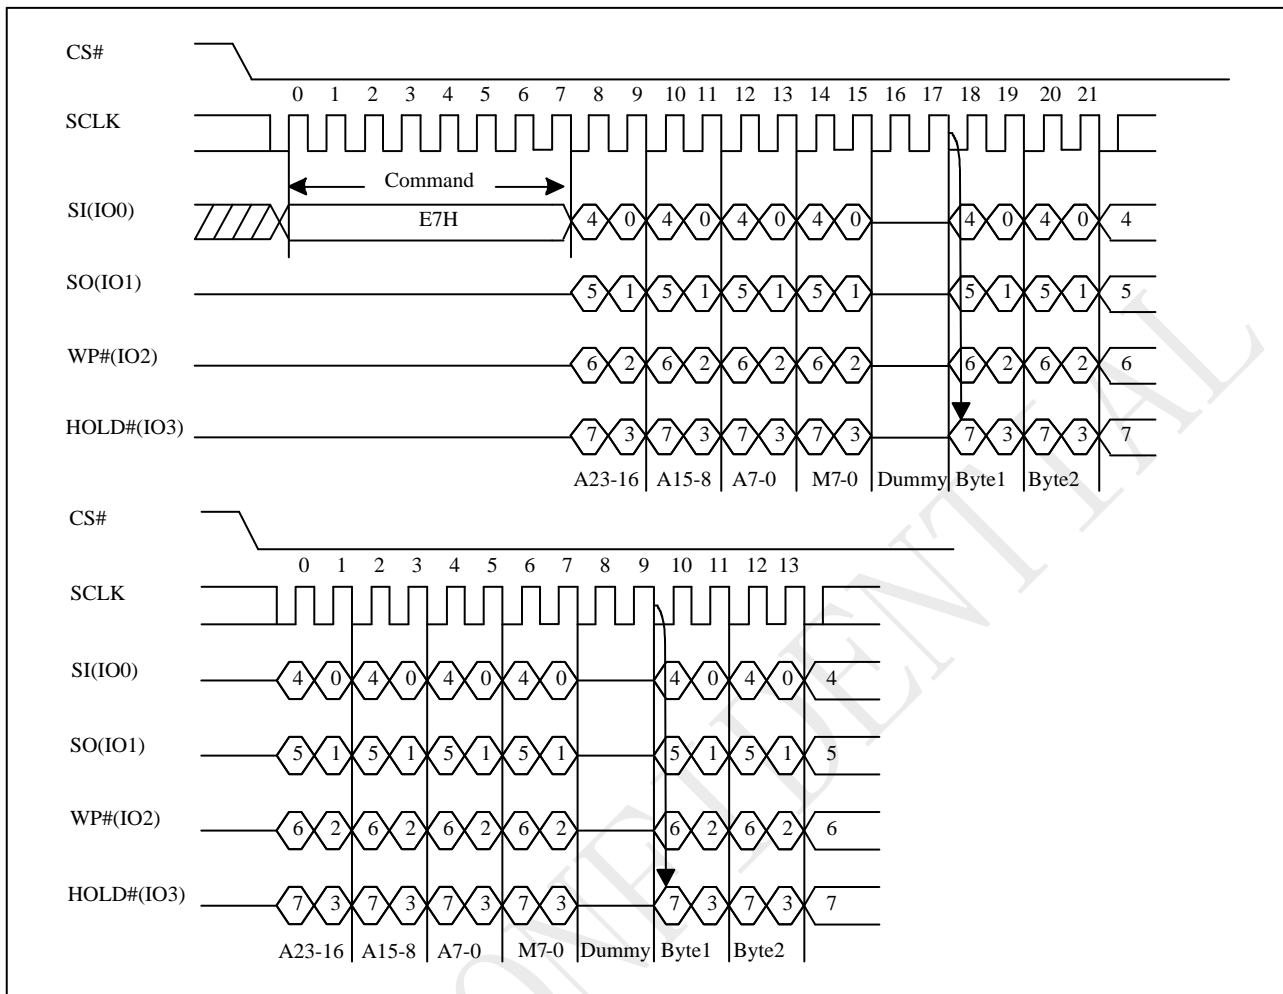 CS#
0 1 2 3 4 5 6 7 8 9 10 11 12 13 14 15 16 17 18 19 20 21
SCLK
Command
SI(IO0) E7H 4 0 4 0 4 0 4 0 4 0 4 0 4
SO(IO1) 5 1 5 1 5 1 5 1 5 1 5 1 5
WP#(IO2) 6 2 6 2 6 2 6 2 6 2 6 2 6
HOLD#(IO3) 7 3 7 3 7 3 7 3 7 3 7 3 7
A23-16 A15-8 A7-0 M7-0 Dummy Byte1 Byte2
CS#
0 1 2 3 4 5 6 7 8 9 10 11 12 13
SCLK
SI(IO0) 4 0 4 0 4 0 4 0 4 0 4 0 4
SO(IO1) 5 1 5 1 5 1 5 1 5 1 5 1 5
WP#(IO2) 6 2 6 2 6 2 6 2 6 2 6 2 6
HOLD#(IO3) 7 3 7 3 7 3 7 3 7 3 7 3 7
A23-16 A15-8 A7-0 M7-0 Dummy Byte1 Byte2
ONFIDENTIAL